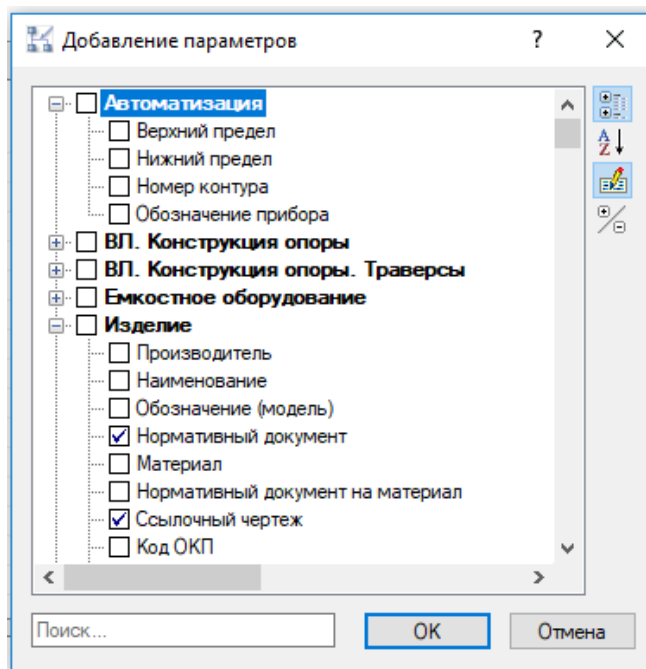 Добавление параметров
Автоматизация
Верхний предел
Нижний предел
Номер контура
Обозначение прибора
ВЛ. Конструкция опоры
ВЛ. Конструкция опоры. Траверсы
Емкостное оборудование
Изделие
Производитель
Наименование
Обозначение (модель)
Нормативный документ
Материал
Нормативный документ на материал
Ссылочный чертеж
Код ОКП
Поиск...
OK
Отмена